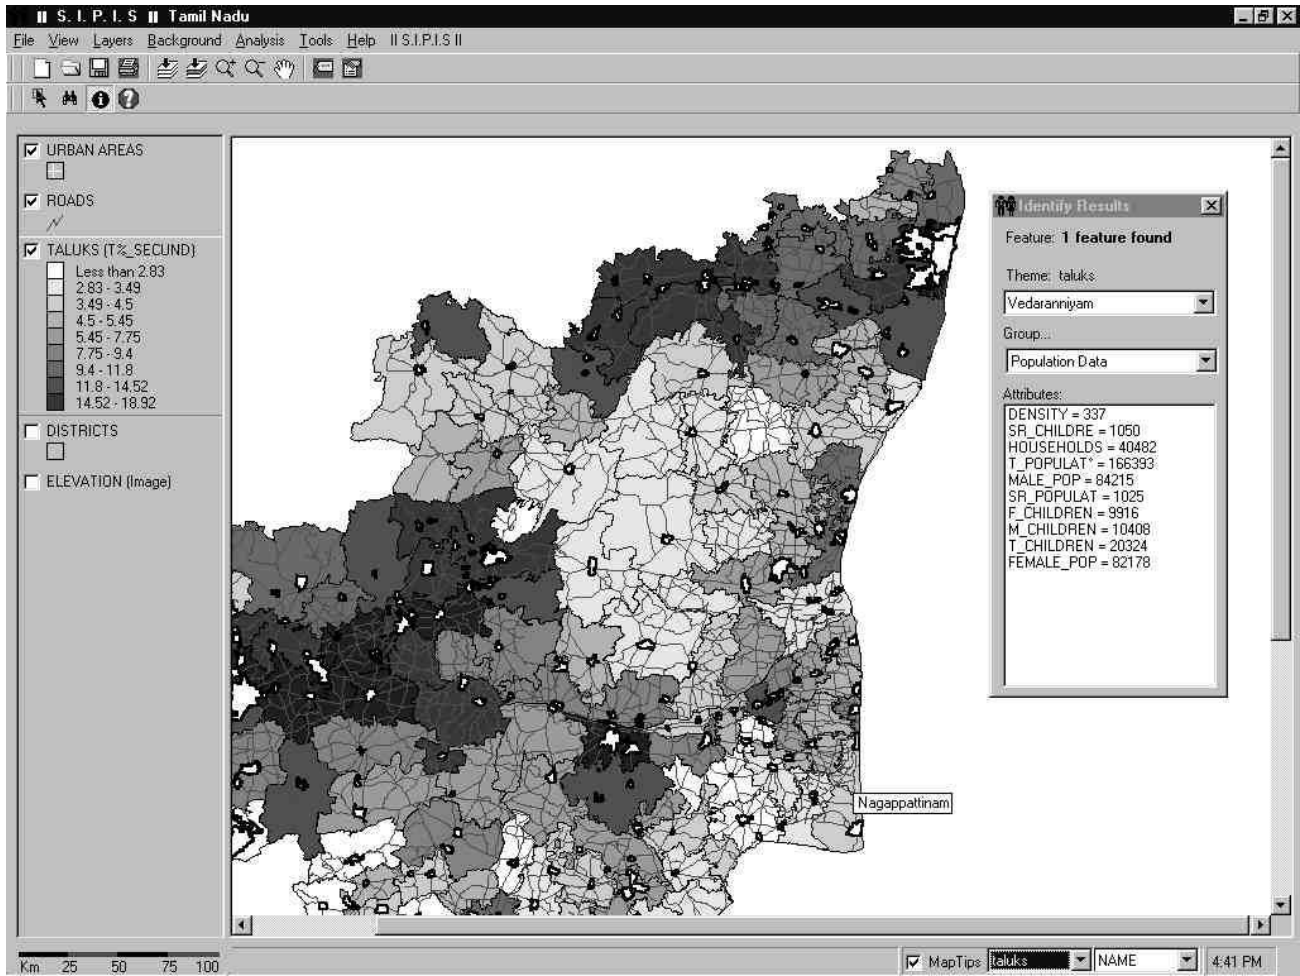 II S. I. P. I. S II Tamil Nadu
File View Layers Background Analysis Tools Help II S.I.P.I.S II
URBAN AREAS
ROADS
TALUKS (T%_SECUND)
Less than 2.83
2.83 - 3.49
3.49 - 4.5
4.5 - 5.45
5.45 - 7.75
7.75 - 9.4
9.4 - 11.8
11.8 - 14.52
14.52 - 18.92
DISTRICTS
ELEVATION (Image)
Identify Results
Feature: 1 feature found
Theme: taluks
Vedaranniyam
Group...
Population Data
Attributes:
DENSITY = 337
SR_CHILDRE = 1050
HOUSEHOLDS = 40482
T_POPULAT* = 166393
MALE_POP = 84215
SR_POPULAT = 1025
F_CHILDREN = 9916
M_CHILDREN = 10408
T_CHILDREN = 20324
FEMALE_POP = 82178
Nagappattinam
Km 25 50 75 100
MapTips taluks NAME 4:41 PM